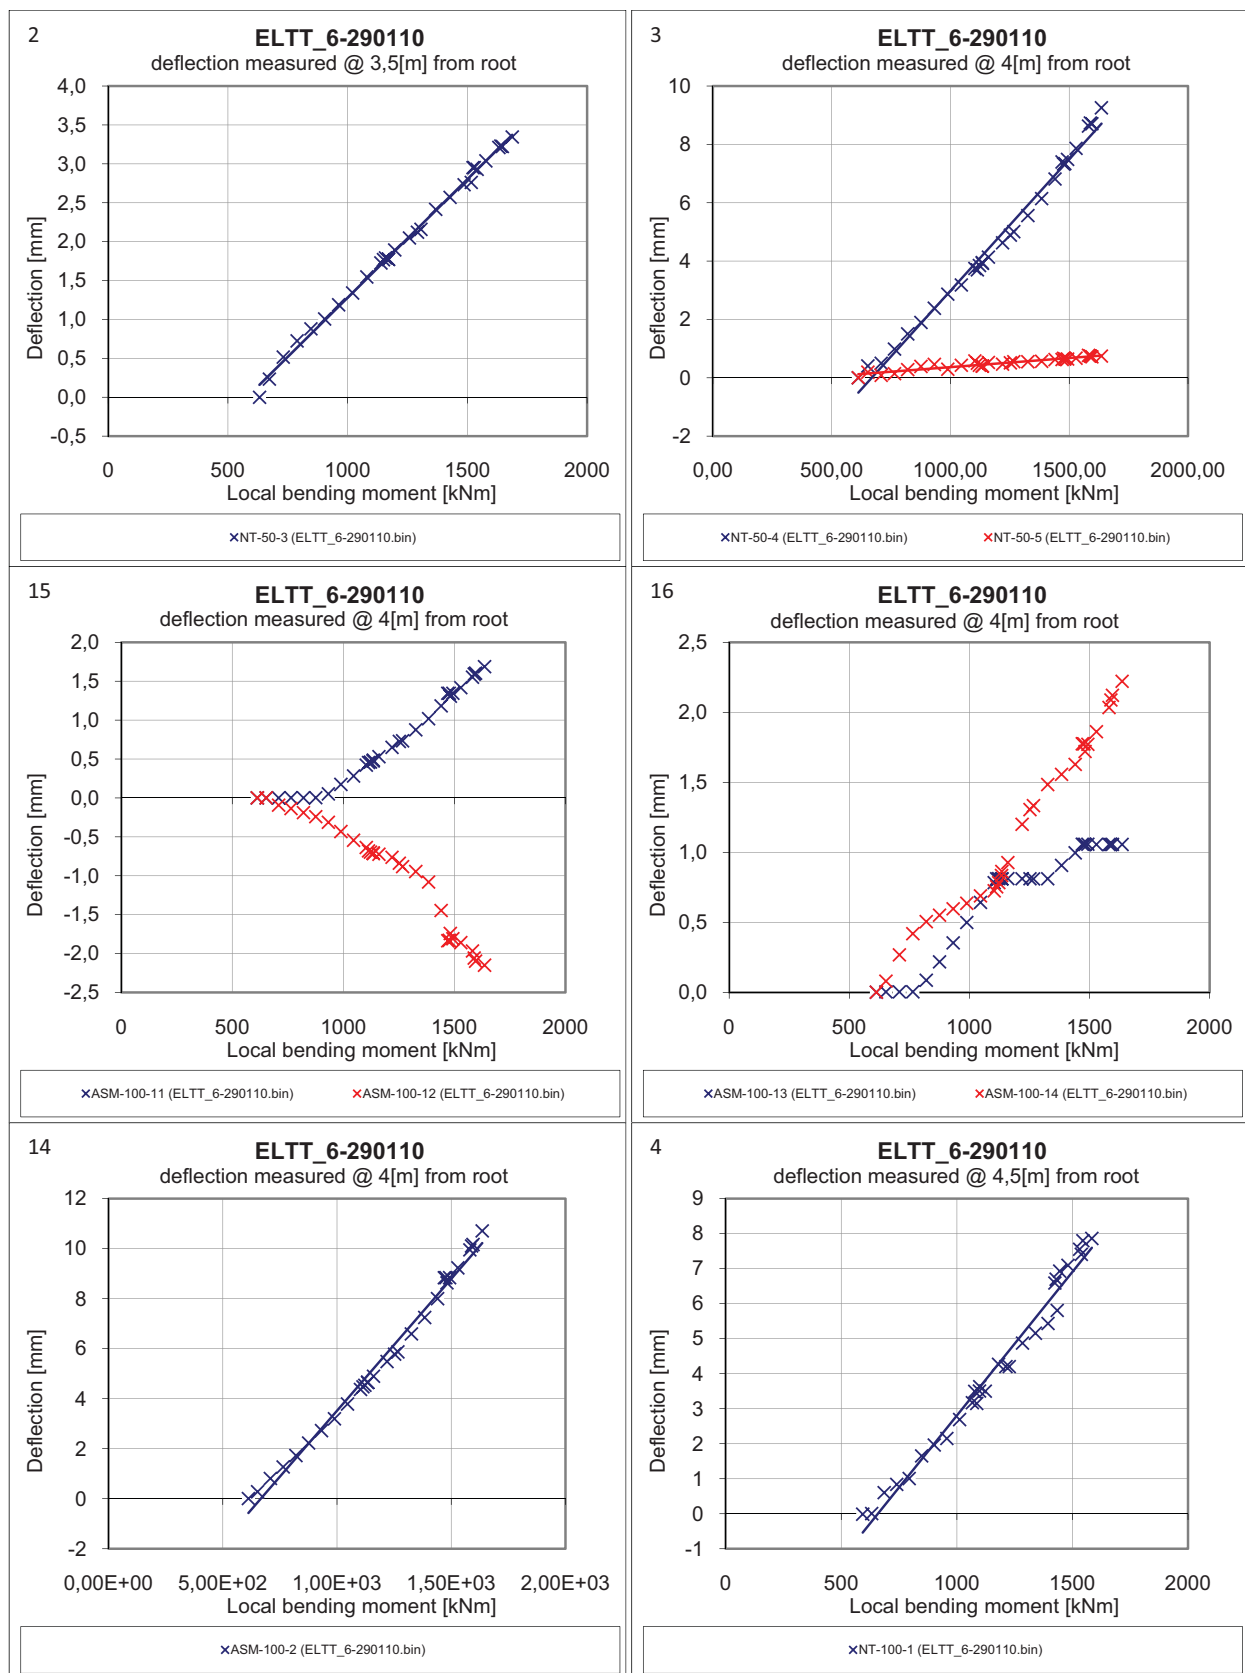 2
ELTT_6-290110
deflection measured @ 3,5[m] from root
4,0
3,5
3,0
2,5
2,0
1,5
1,0
0,5
0,0
-0,5
Deflection [mm]
0 500 1000 1500 2000
Local bending moment [kNm]
NT-50-3 (ELTT_6-290110.bin)
3
ELTT_6-290110
deflection measured @ 4[m] from root
10
8
6
4
2
0
-2
Deflection [mm]
0,00 500,00 1000,00 1500,00 2000,00
Local bending moment [kNm]
NT-50-4 (ELTT_6-290110.bin) NT-50-5 (ELTT_6-290110.bin)
15
ELTT_6-290110
deflection measured @ 4[m] from root
2,0
1,5
1,0
0,5
0,0
-0,5
-1,0
-1,5
-2,0
-2,5
Deflection [mm]
0 500 1000 1500 2000
Local bending moment [kNm]
ASM-100-11 (ELTT_6-290110.bin) ASM-100-12 (ELTT_6-290110.bin)
16
ELTT_6-290110
deflection measured @ 4[m] from root
2,5
2,0
1,5
1,0
0,5
0,0
Deflection [mm]
0 500 1000 1500 2000
Local bending moment [kNm]
ASM-100-13 (ELTT_6-290110.bin) ASM-100-14 (ELTT_6-290110.bin)
14
ELTT_6-290110
deflection measured @ 4[m] from root
12
10
8
6
4
2
0
-2
Deflection [mm]
0,00E+00 5,00E+02 1,00E+03 1,50E+03 2,00E+03
Local bending moment [kNm]
ASM-100-2 (ELTT_6-290110.bin)
4
ELTT_6-290110
deflection measured @ 4,5[m] from root
9
8
7
6
5
4
3
2
1
0
-1
Deflection [mm]
0 500 1000 1500 2000
Local bending moment [kNm]
NT-100-1 (ELTT_6-290110.bin)